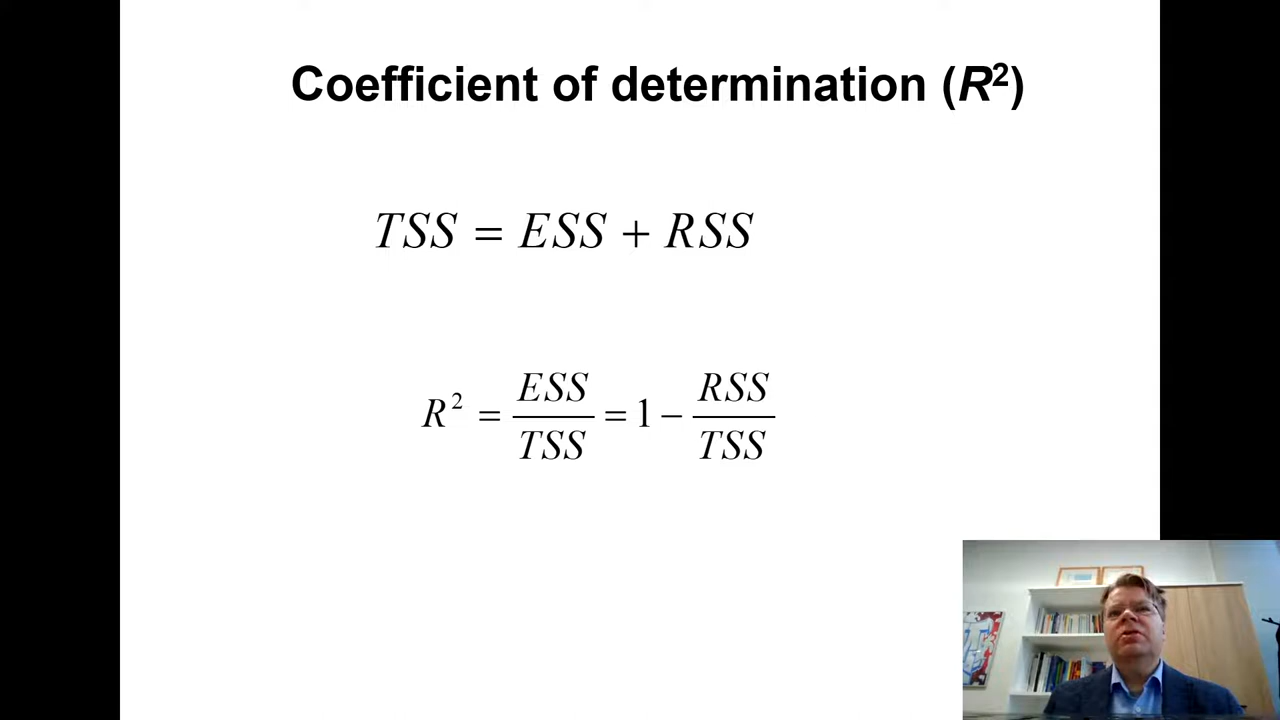 Coefficient of determination (R²)
TSS = ESS + RSS
R² = ESS/TSS = 1 − RSS/TSS